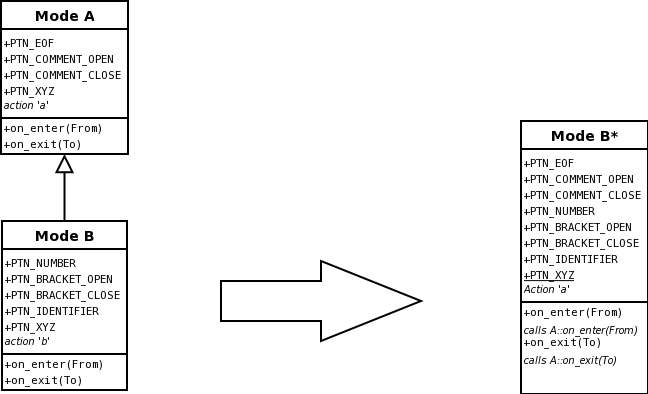 Mode A
+PTN_EOF
+PTN_COMMENT_OPEN
+PTN_COMMENT_CLOSE
+PTN_XYZ
action 'a'
+on_enter(From)
+on_exit(To)
Mode B
+PTN_NUMBER
+PTN_BRACKET_OPEN
+PTN_BRACKET_CLOSE
+PTN_IDENTIFIER
+PTN_XYZ
action 'b'
+on_enter(From)
+on_exit(To)
Mode B*
+PTN_EOF
+PTN_COMMENT_OPEN
+PTN_COMMENT_CLOSE
+PTN_NUMBER
+PTN_BRACKET_OPEN
+PTN_BRACKET_CLOSE
+PTN_IDENTIFIER
+PTN_XYZ
Action 'a'
+on_enter(From)
calls A::on_enter(From)
+on_exit(To)
calls A::on_exit(To)